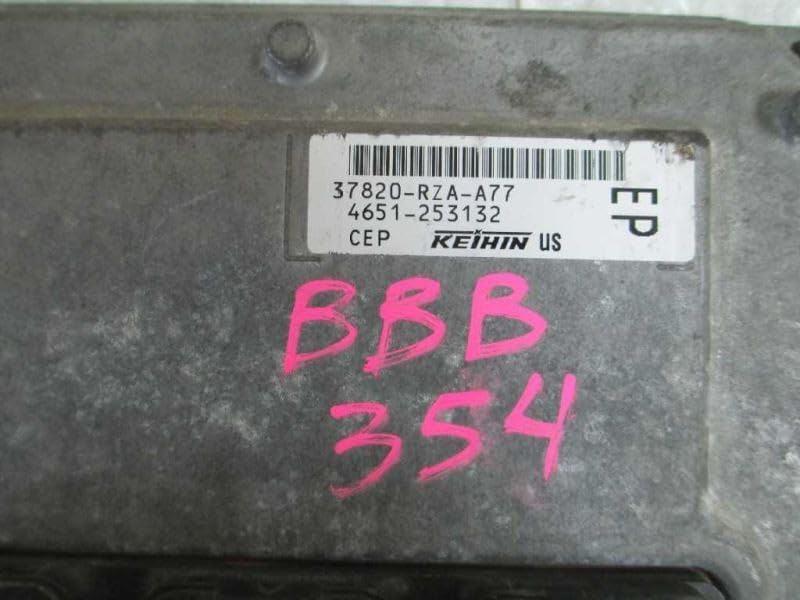 37820-RZA-A77
4651-253132
CEP KEIHIN US
EP
BBB
354